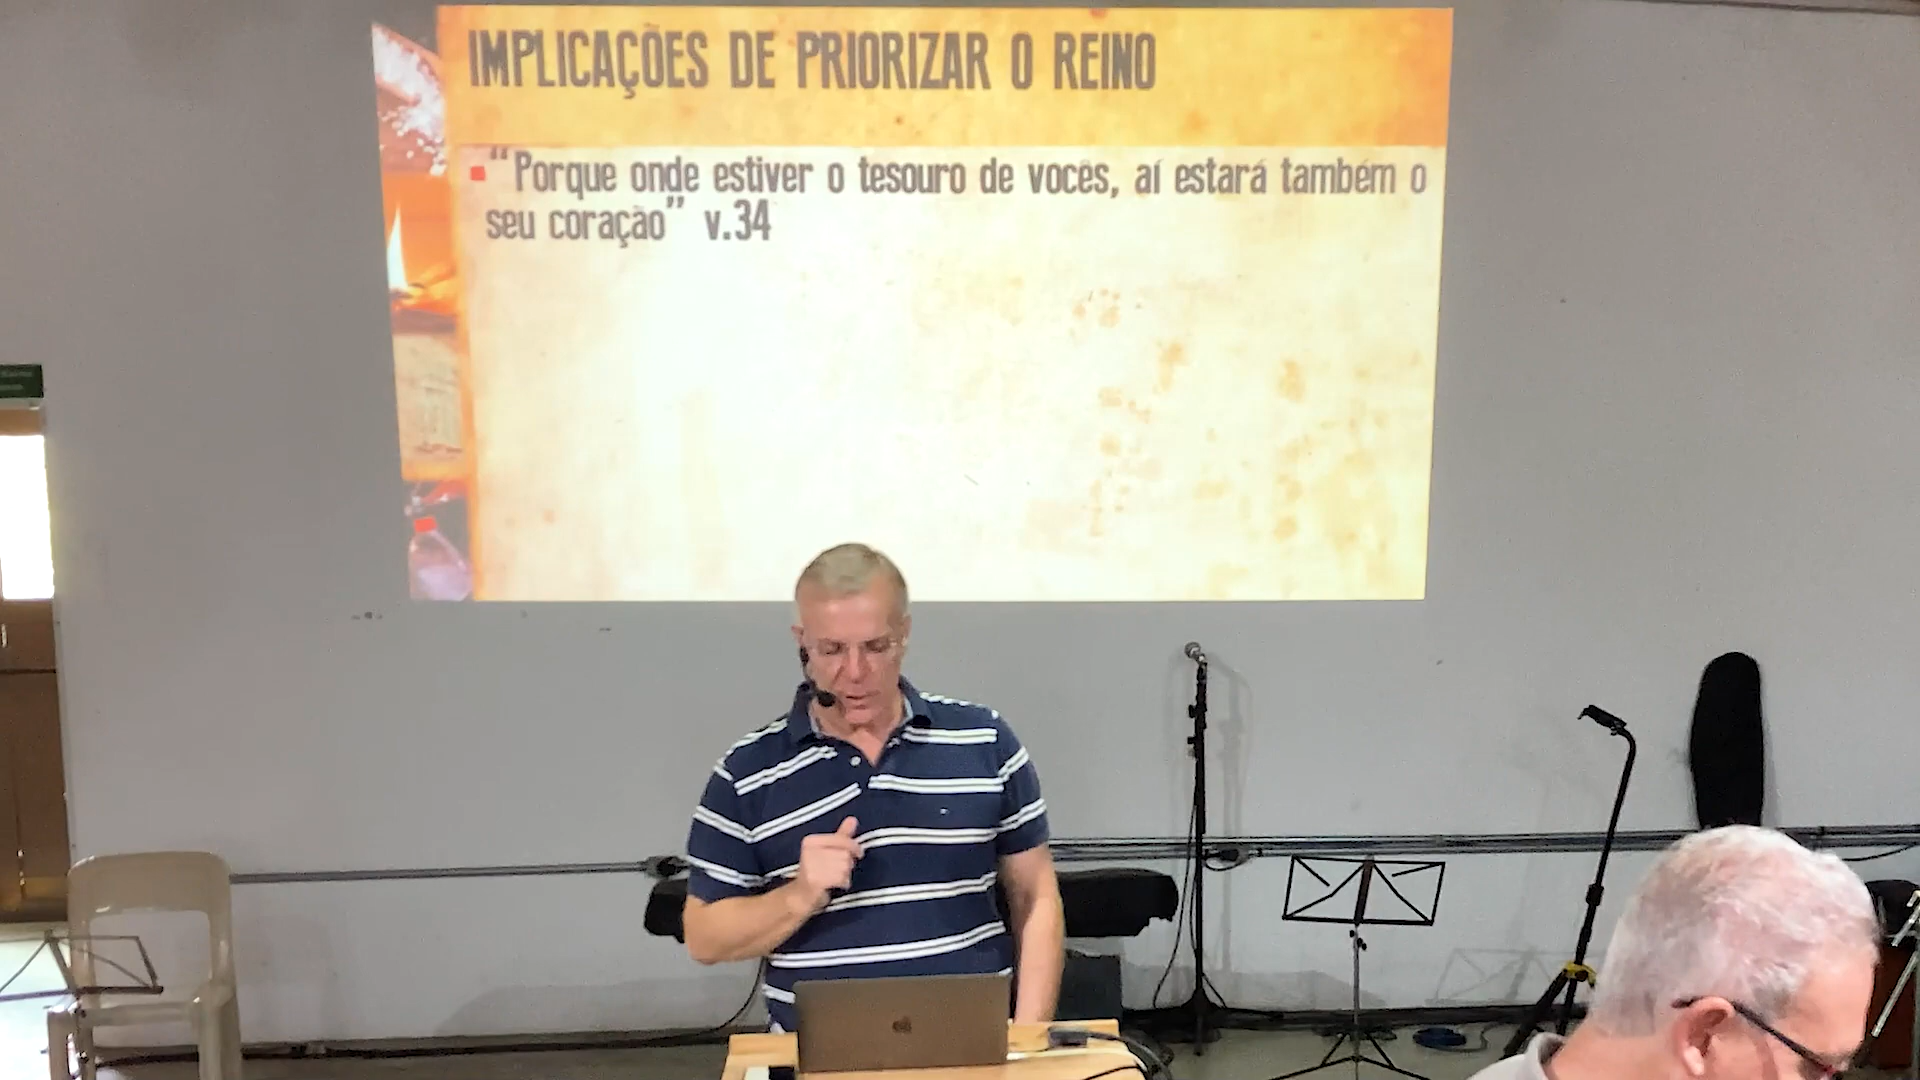 IMPLICAÇÕES DE PRIORIZAR O REINO
“Porque onde estiver o tesouro de vocês, aí estará também o
seu coração” v.34